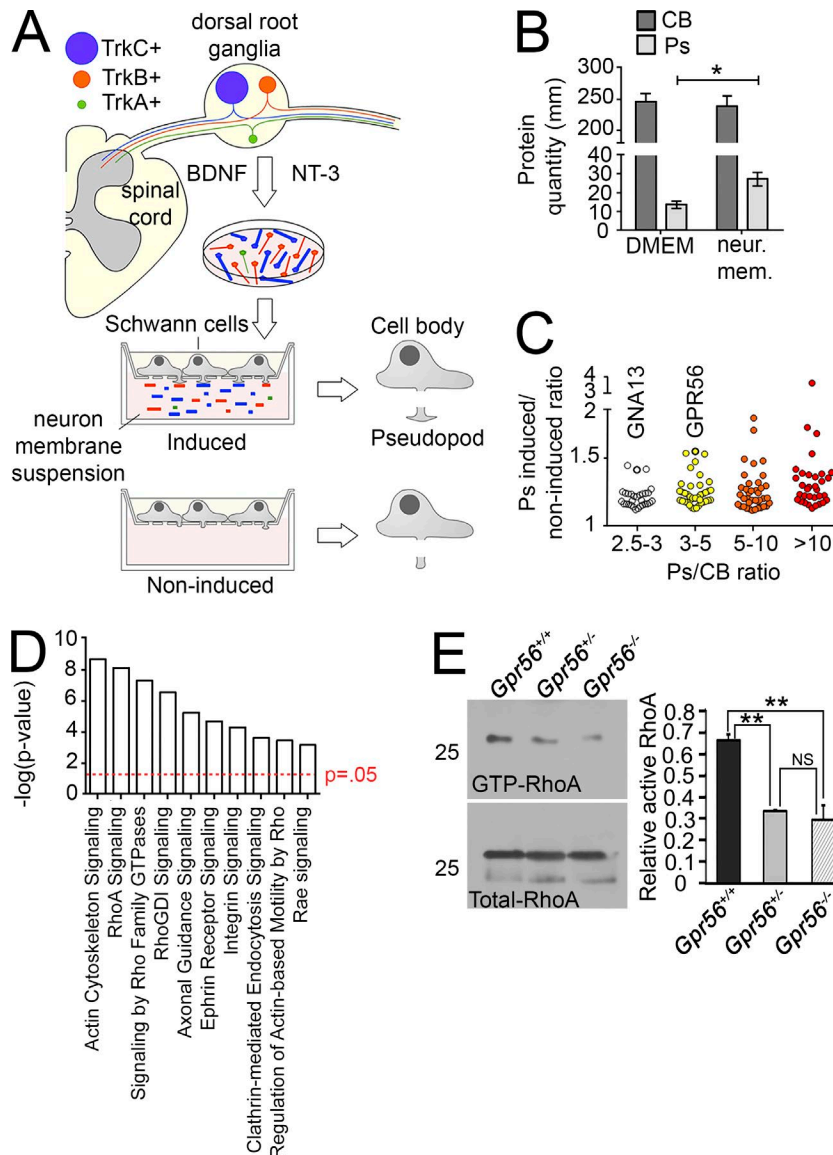 A
TrkC+
TrkB+
TrkA+
dorsal root
ganglia
spinal
cord
BDNF
NT-3
Schwann cells
Cell body
neuron
membrane
suspension
Induced
Pseudopod
Non-induced
B
CB
Ps
*
Protein
quantity (mm)
300
250
200
40
30
20
10
0
DMEM
neur.
mem.
C
Ps induced/
non-induced ratio
4
3
2
1.5
1
GNA13
GPR56
2.5-3
3-5
5-10
>10
Ps/CB ratio
D
-log(p-value)
10
8
6
4
2
0
p=.05
Actin Cytoskeleton Signaling
RhoA Signaling
Signaling by Rho Family GTPases
RhoGDI Signaling
Axonal Guidance Signaling
Ephrin Receptor Signaling
Integrin Signaling
Clathrin-mediated Endocytosis Signaling
Regulation of Actin-based Motility by Rho
Rae signaling
E
Gpr56+/+
Gpr56+/-
Gpr56-/-
25
GTP-RhoA
25
Total-RhoA
Relative active RhoA
0.8
0.7
0.6
0.5
0.4
0.3
0.2
0.1
0
**
**
NS
Gpr56+/+
Gpr56+/-
Gpr56-/-